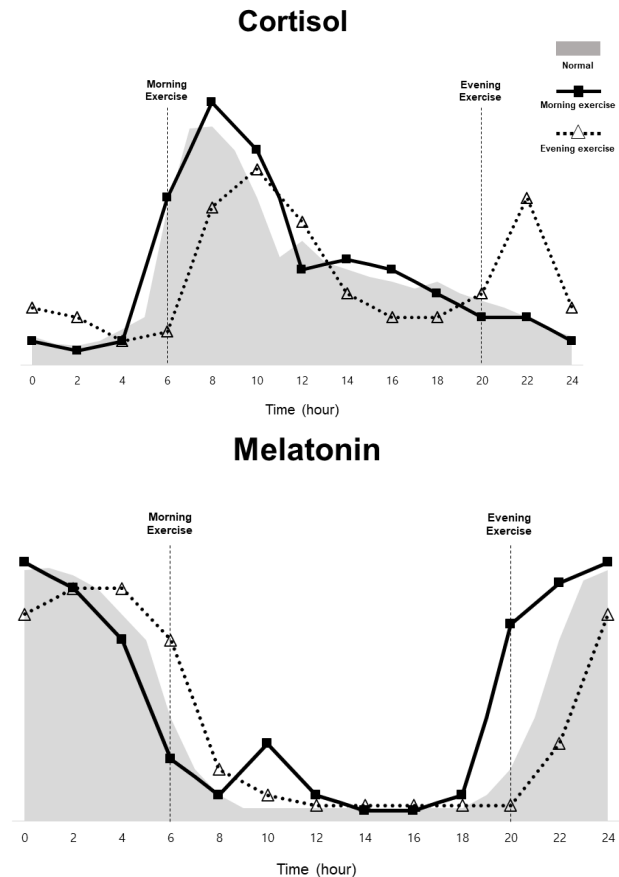 Cortisol
Normal
Morning
Exercise
Evening
Exercise
Morning exercise
Evening exercise
0 2 4 6 8 10 12 14 16 18 20 22 24
Time (hour)
Melatonin
Morning
Exercise
Evening
Exercise
0 2 4 6 8 10 12 14 16 18 20 22 24
Time (hour)